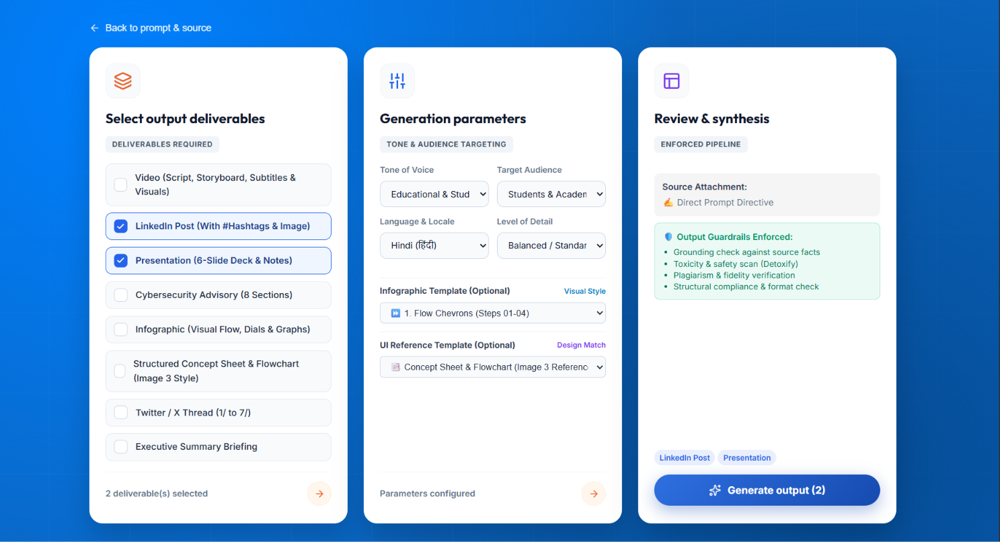 Back to prompt & source
Select output deliverables
DELIVERABLES REQUIRED
Video (Script, Storyboard, Subtitles &
Visuals)
LinkedIn Post (With #Hashtags & Image)
Presentation (6-Slide Deck & Notes)
Cybersecurity Advisory (8 Sections)
Infographic (Visual Flow, Dials & Graphs)
Structured Concept Sheet & Flowchart
(Image 3 Style)
Twitter / X Thread (1/ to 7/)
Executive Summary Briefing
2 deliverable(s) selected
Generation parameters
TONE & AUDIENCE TARGETING
Tone of Voice
Target Audience
Educational & Stud
Students & Academ
Language & Locale
Level of Detail
Hindi (हिंदी)
Balanced / Standar
Infographic Template (Optional)
Visual Style
1. Flow Chevrons (Steps 01-04)
UI Reference Template (Optional)
Design Match
Concept Sheet & Flowchart (Image 3 Referenc
Parameters configured
Review & synthesis
ENFORCED PIPELINE
Source Attachment:
Direct Prompt Directive
Output Guardrails Enforced:
• Grounding check against source facts
• Toxicity & safety scan (Detoxify)
• Plagiarism & fidelity verification
• Structural compliance & format check
LinkedIn Post
Presentation
Generate output (2)